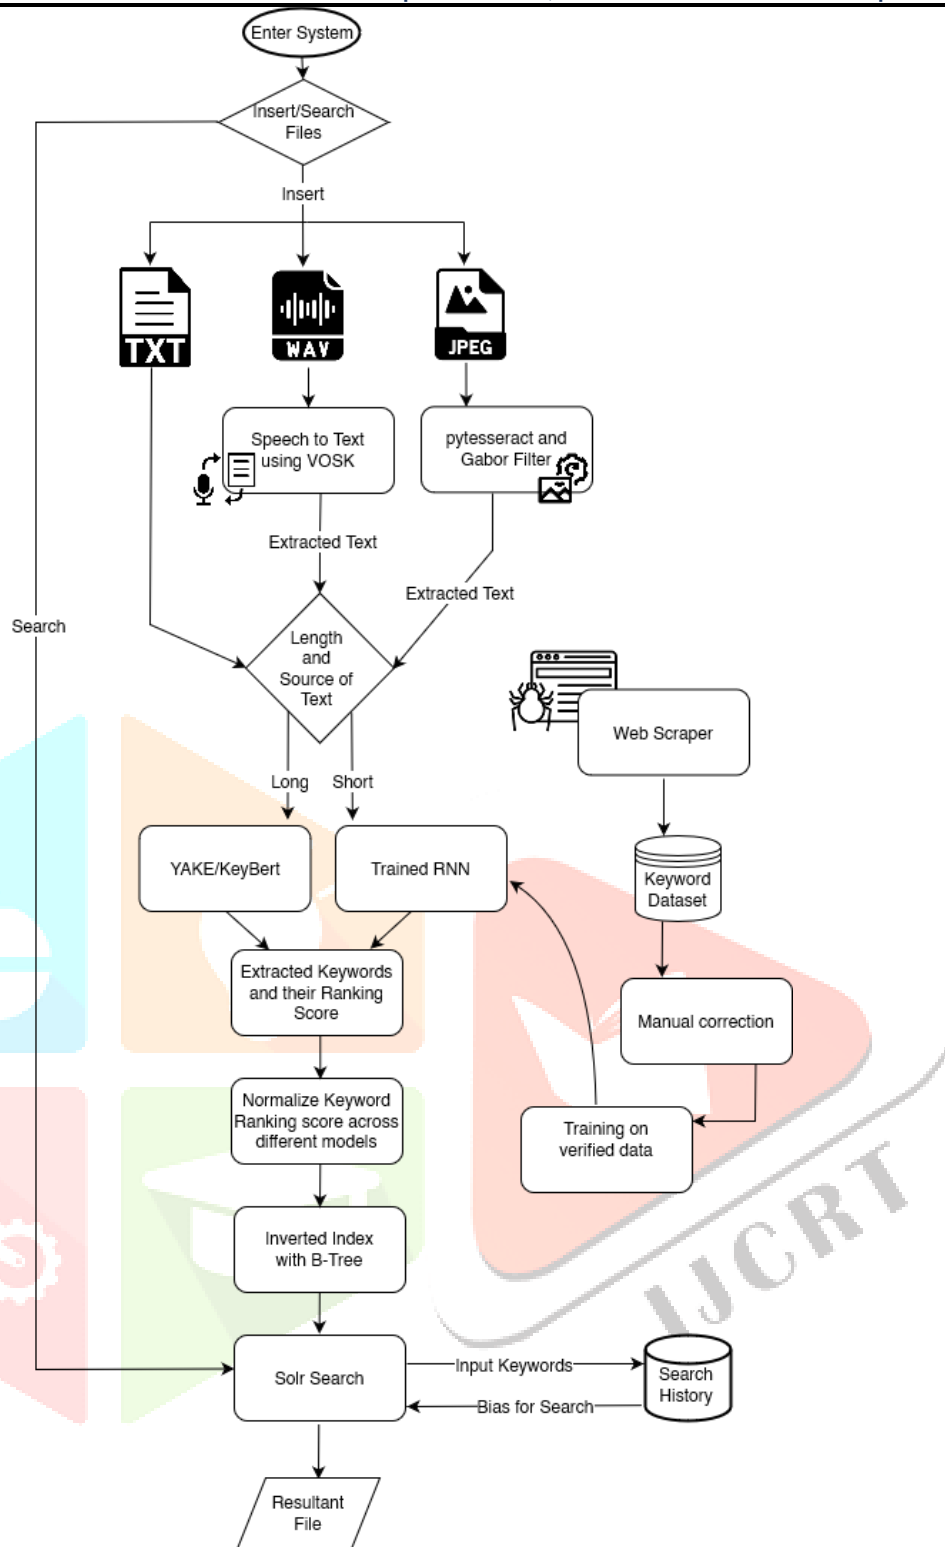 Enter System
Insert/Search
Files
Insert
TXT
WAV
JPEG
Speech to Text
using VOSK
pytesseract and
Gabor Filter
Extracted Text
Extracted Text
Search
Length
and
Source of
Text
Web Scraper
Long
Short
YAKE/KeyBert
Trained RNN
Keyword
Dataset
Extracted Keywords
and their Ranking
Score
Manual correction
Normalize Keyword
Ranking score across
different models
Training on
verified data
Inverted Index
with B-Tree
IJCRT
Solr Search
Input Keywords
Bias for Search
Search
History
Resultant
File